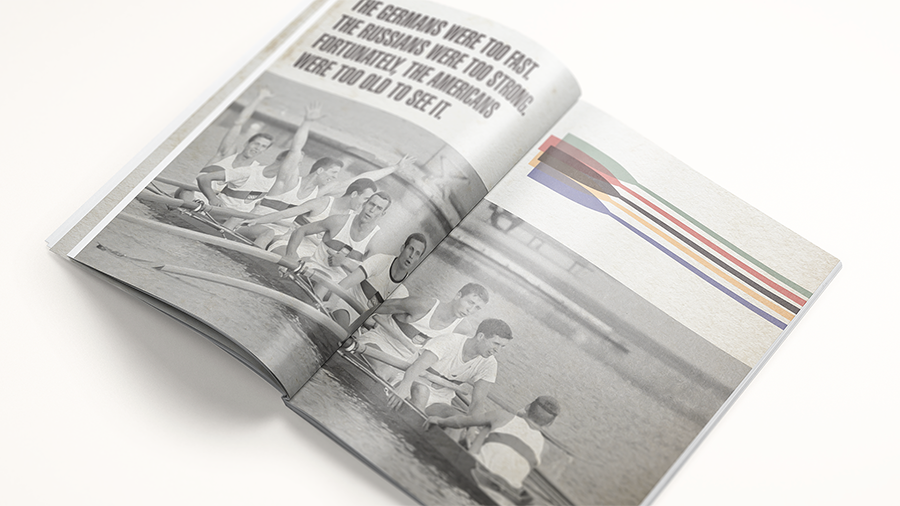 THE GERMANS WERE TOO FAST.
THE RUSSIANS WERE TOO STRONG.
FORTUNATELY, THE AMERICANS
WERE TOO OLD TO SEE IT.